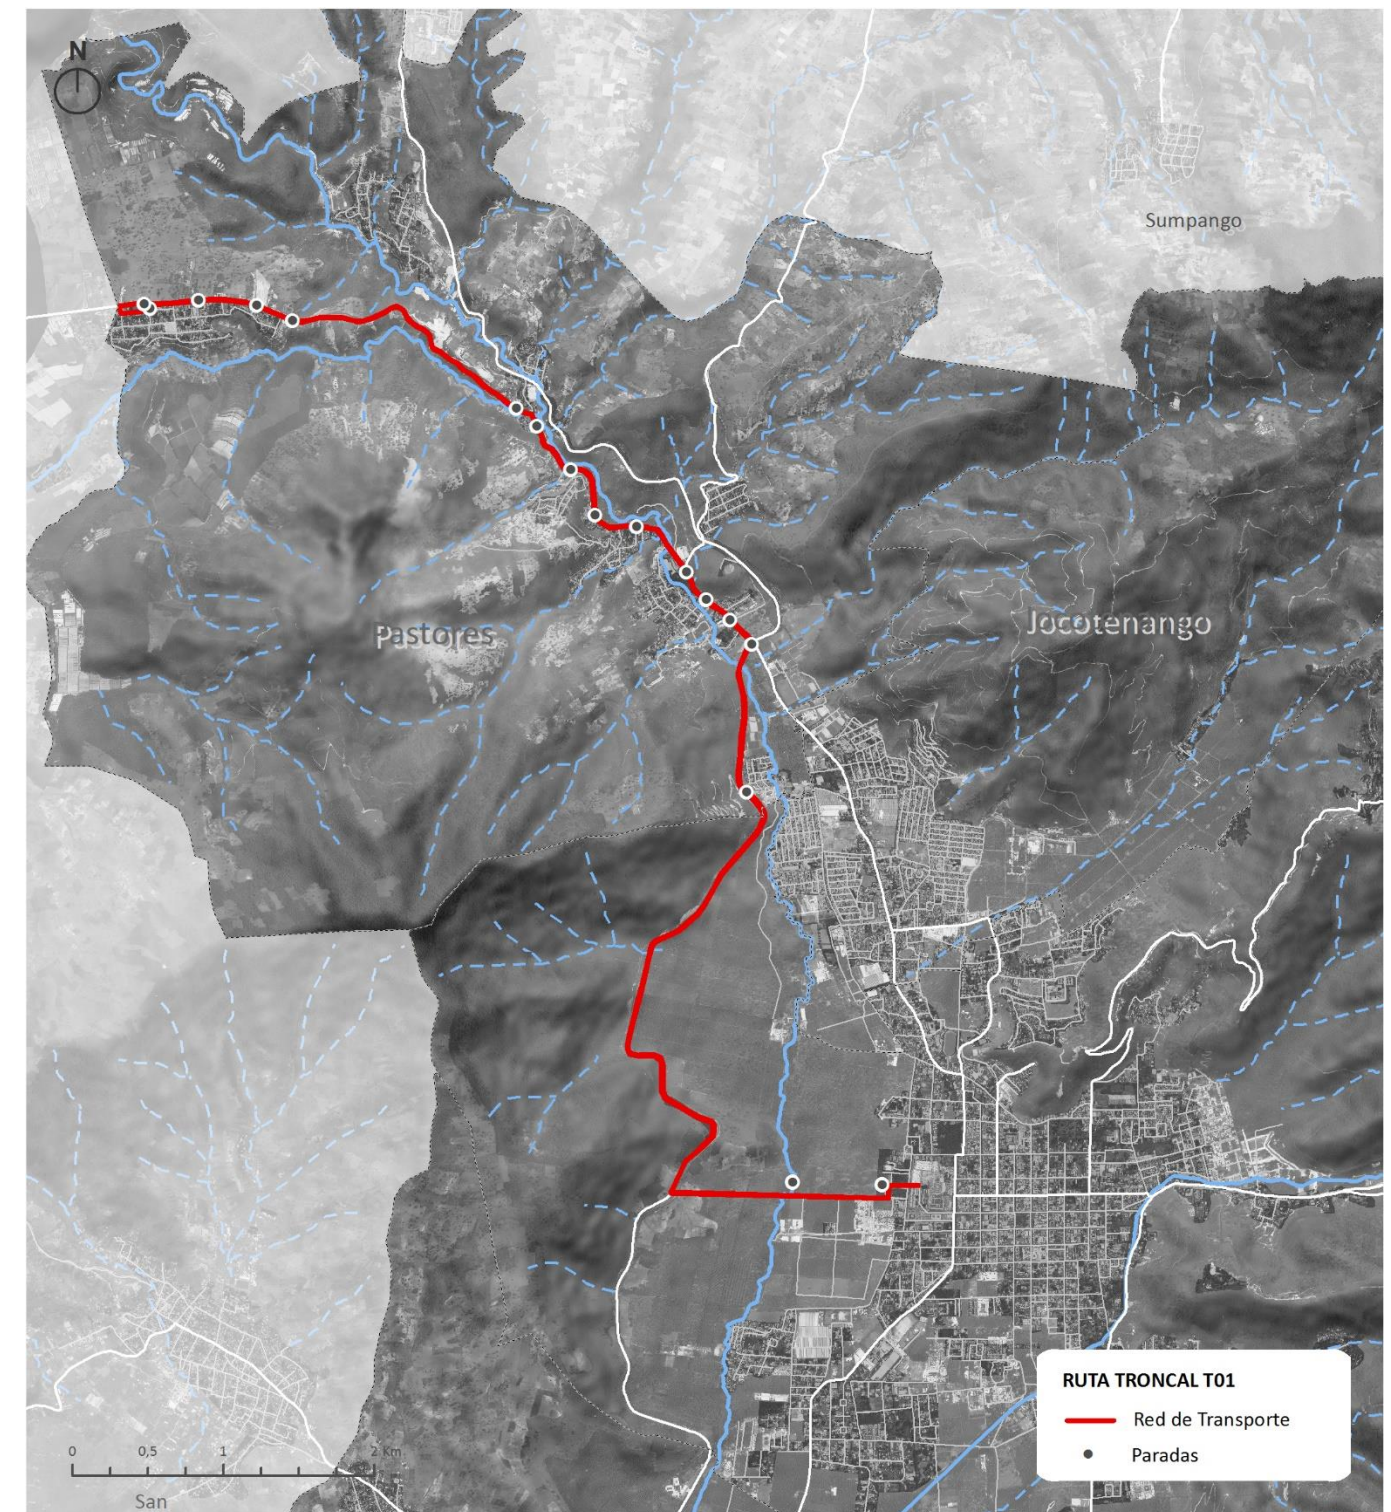 N
Sumpango
Pastores
Jocotenango
RUTA TRONCAL T01
Red de Transporte
Paradas
0 0,5 1 2 Km
San